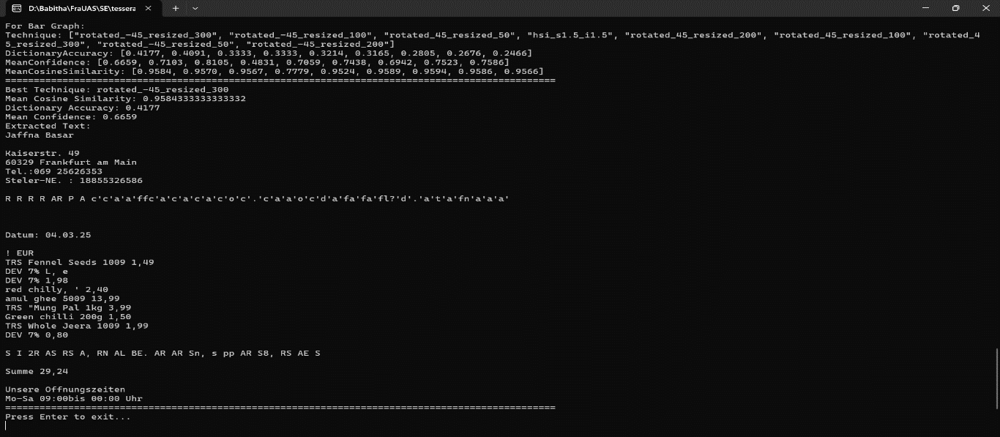 D:\Babitha\FraUAS\SE\tessera
For Bar Graph:
Technique: ["rotated_-45_resized_300", "rotated_-45_resized_100", "rotated_45_resized_50", "hsi_s1.5_i1.5", "rotated_45_resized_200", "rotated_45_resized_100", "rotated_4
5_resized_300", "rotated_-45_resized_50", "rotated_-45_resized_200"]
DictionaryAccuracy: [0.4177, 0.4091, 0.3333, 0.3333, 0.3214, 0.3165, 0.2805, 0.2676, 0.2466]
MeanConfidence: [0.6659, 0.7103, 0.8105, 0.4831, 0.7059, 0.7438, 0.6942, 0.7523, 0.7586]
MeanCosineSimilarity: [0.9584, 0.9570, 0.9567, 0.7779, 0.9524, 0.9589, 0.9594, 0.9586, 0.9566]
================================================================================================
Best Technique: rotated_-45_resized_300
Mean Cosine Similarity: 0.9584333333333332
Dictionary Accuracy: 0.4177
Mean Confidence: 0.6659
Extracted Text:
Jaffna Basar
Kaiserstr. 49
60329 Frankfurt am Main
Tel.:069 25626353
Steler-NE. : 18855326586
R R R R AR P A c'c'a'a'ffc'a'c'a'c'a'c'o'c'.'c'a'a'o'c'd'a'fa'fa'fl?'d'.'a't'a'fn'a'a'a'
Datum: 04.03.25
! EUR
TRS Fennel Seeds 1009 1,49
DEV 7% L, e
DEV 7% 1,98
red chilly, ' 2,40
amul ghee 5009 13,99
TRS "Mung Pal 1kg 3,99
Green chilli 200g 1,50
TRS Whole Jeera 1009 1,99
DEV 7% 0,80
S I 2R AS RS A, RN AL BE. AR AR Sn, s pp AR S8, RS AE S
Summe 29,24
Unsere Offnungszeiten
Mo-Sa 09:00bis 00:00 Uhr
================================================================================================
Press Enter to exit...